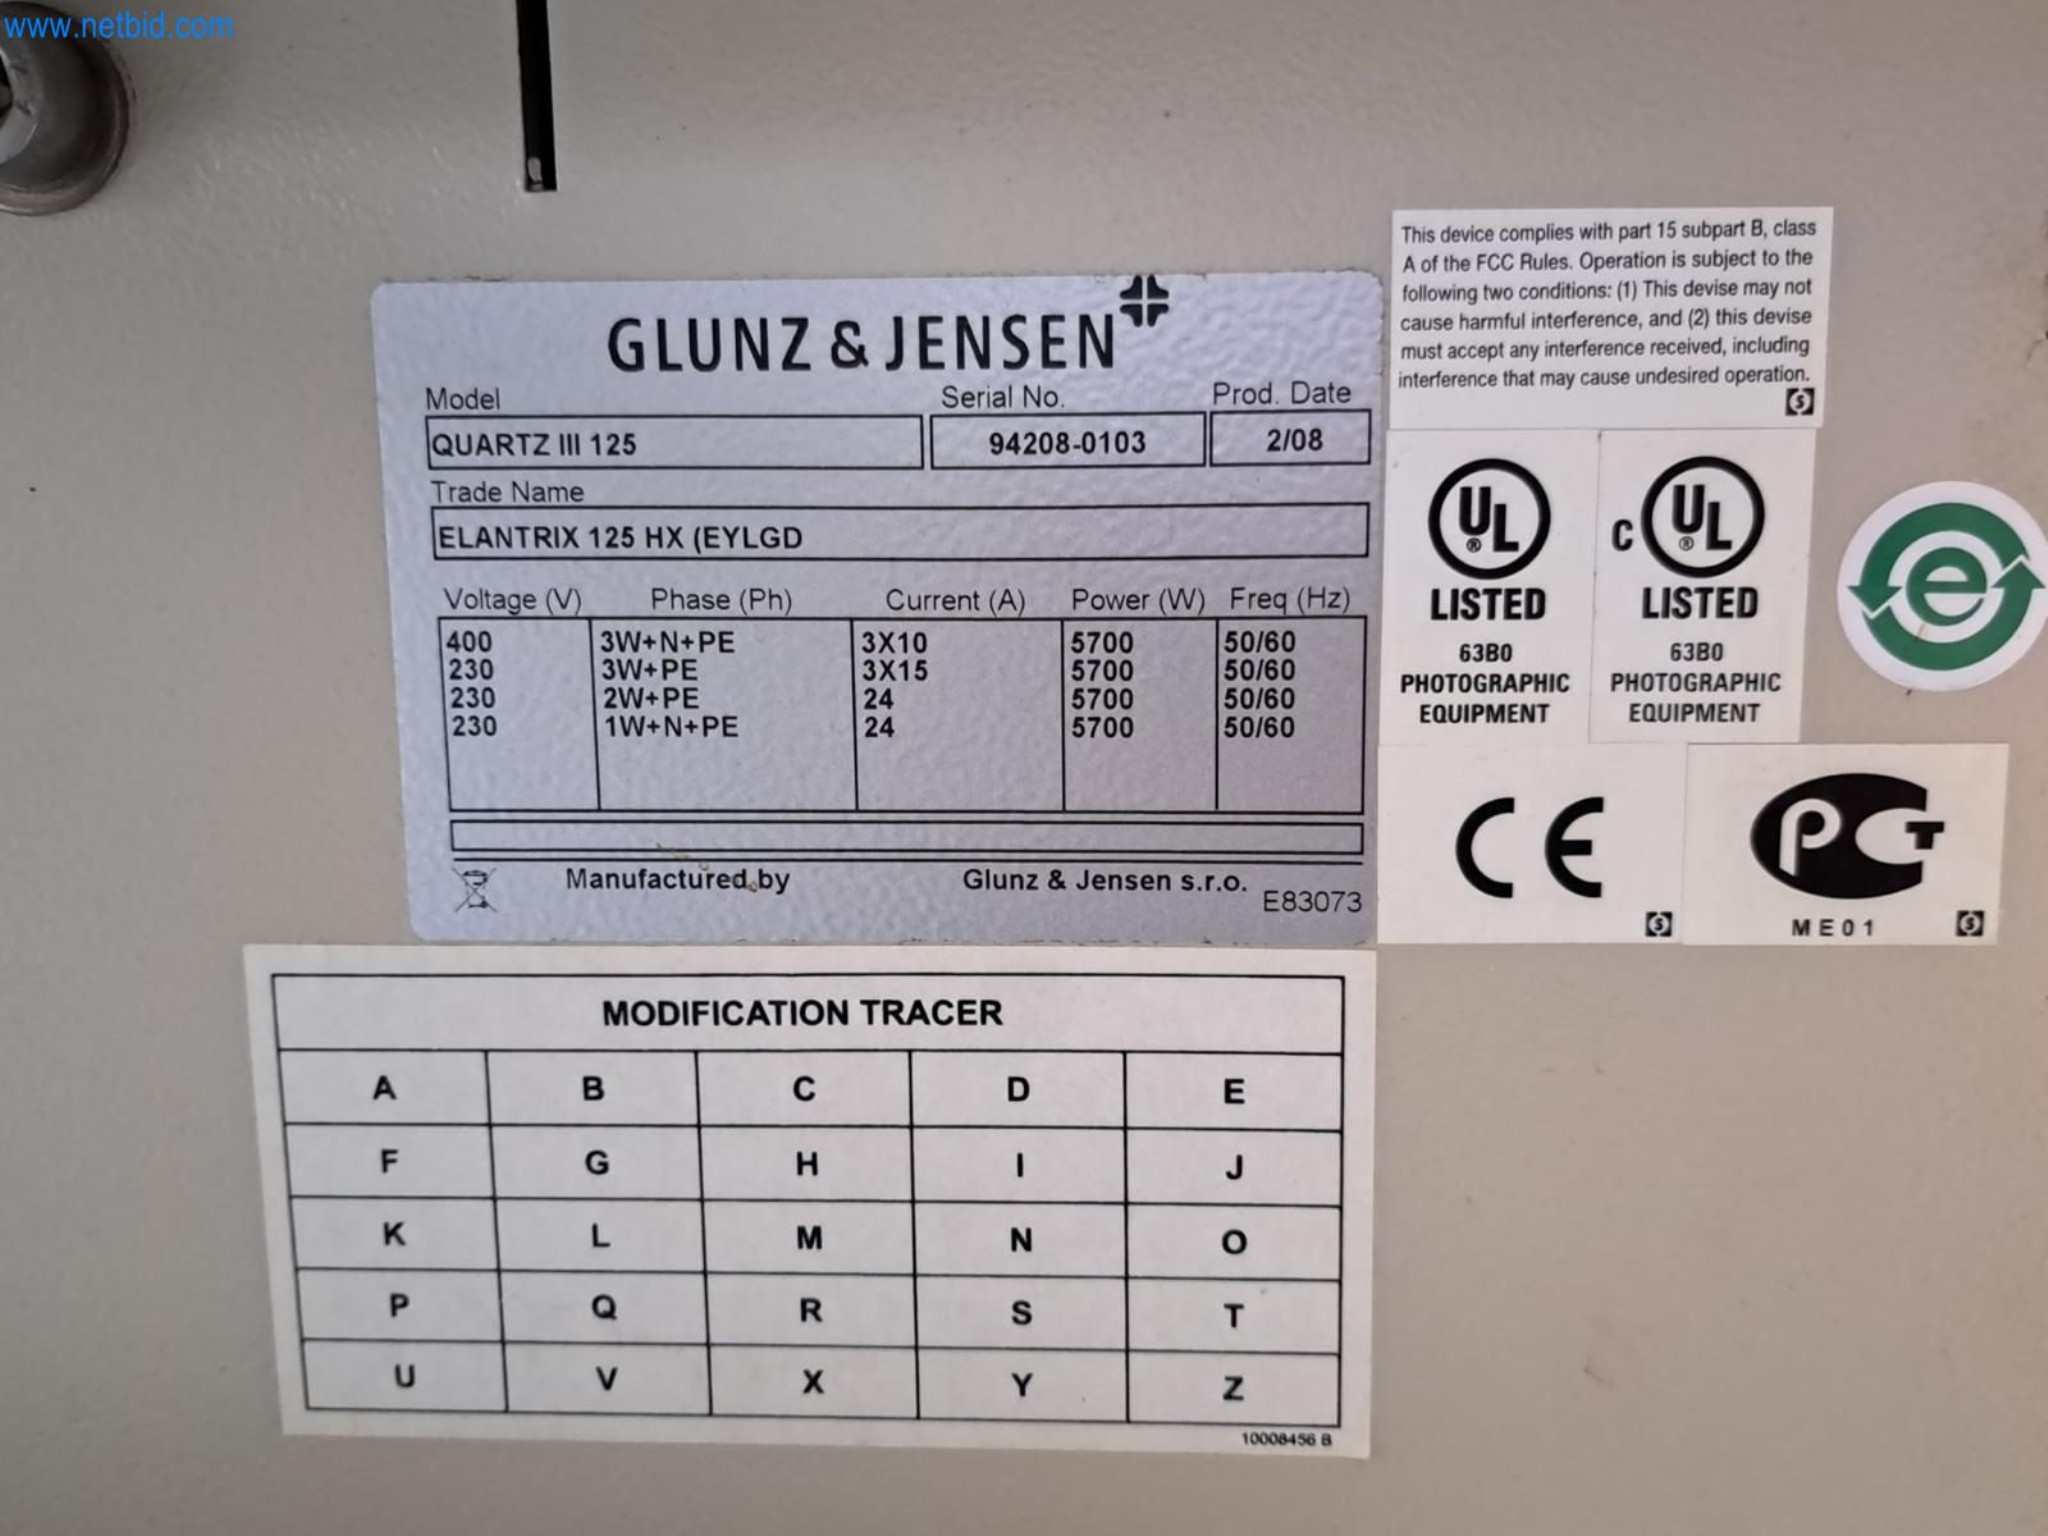 www.netbid.com
GLUNZ & JENSEN
Model Serial No. Prod. Date
QUARTZ III 125 94208-0103 2/08
Trade Name
ELANTRIX 125 HX (EYLGD
Voltage (V) Phase (Ph) Current (A) Power (W) Freq (Hz)
400 3W+N+PE 3X10 5700 50/60
230 3W+PE 3X15 5700 50/60
230 2W+PE 24 5700 50/60
230 1W+N+PE 24 5700 50/60
Manufactured by Glunz & Jensen s.r.o.
E83073
This device complies with part 15 subpart B, class
A of the FCC Rules. Operation is subject to the
following two conditions: (1) This devise may not
cause harmful interference, and (2) this devise
must accept any interference received, including
interference that may cause undesired operation.
UL ®
LISTED
63B0
PHOTOGRAPHIC
EQUIPMENT
C UL ®
LISTED
63B0
PHOTOGRAPHIC
EQUIPMENT
e
CE
РСТ
ME01
MODIFICATION TRACER
A B C D E
F G H I J
K L M N O
P Q R S T
U V X Y Z
10008456 B